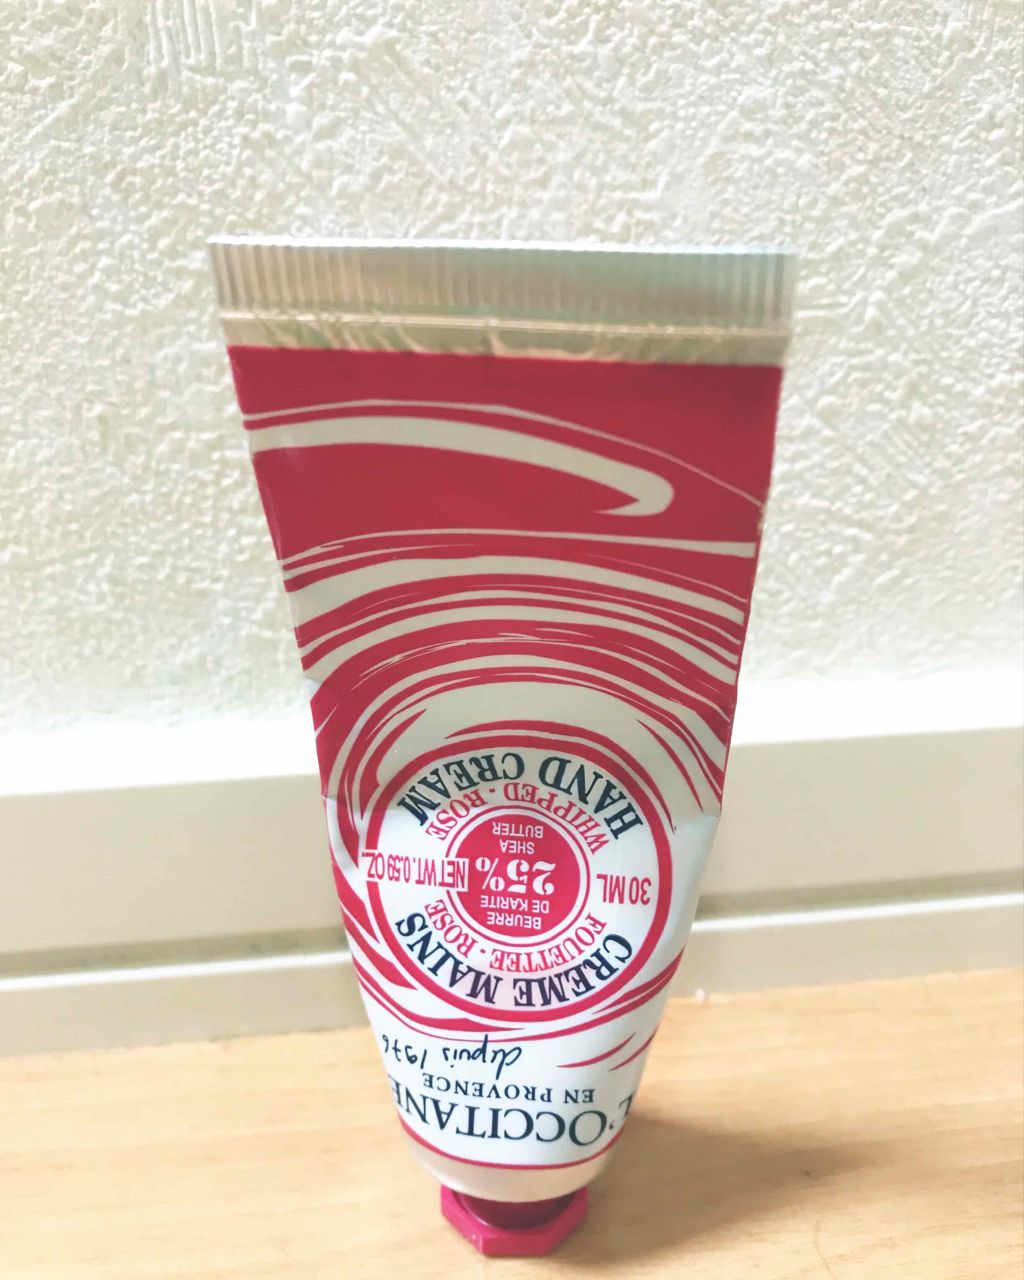 L'OCCITANE
EN PROVENCE
depuis 1976
CREME MAINS
FOUETTEE · ROSE
BEURRE
DE KARITE
30 ML
25%
NET WT. 0.59 OZ.
SHEA
BUTTER
WHIPPED · ROSE
HAND CREAM